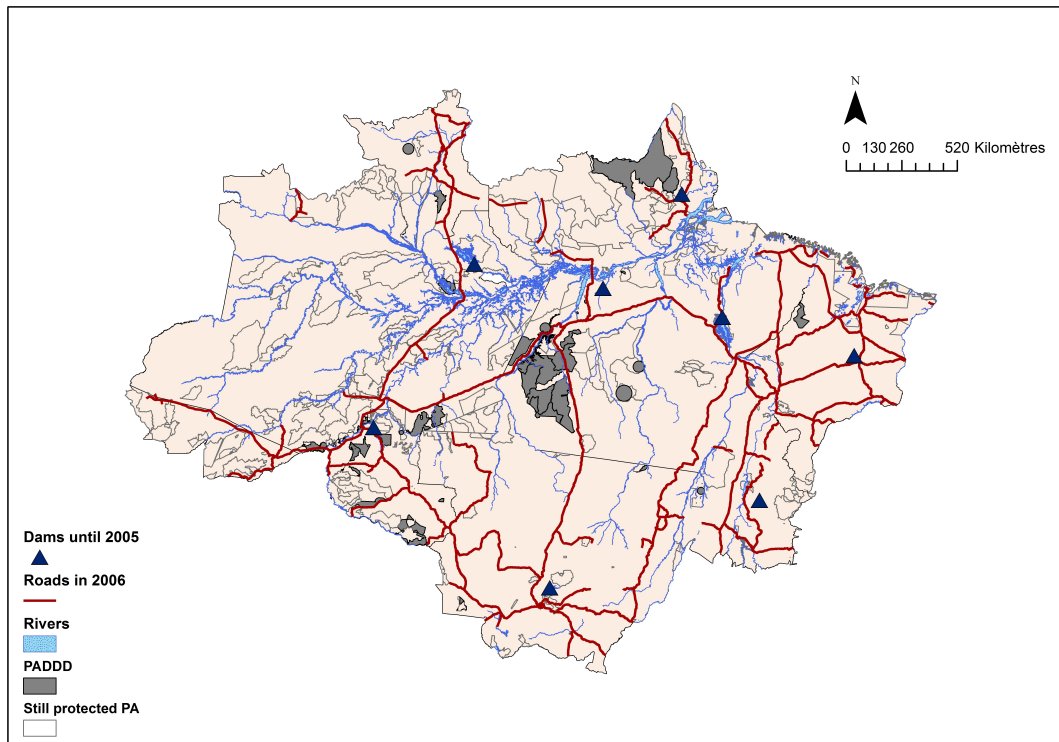 N
0 130 260 520 Kilomètres
Dams until 2005
Roads in 2006
Rivers
PADDD
Still protected PA